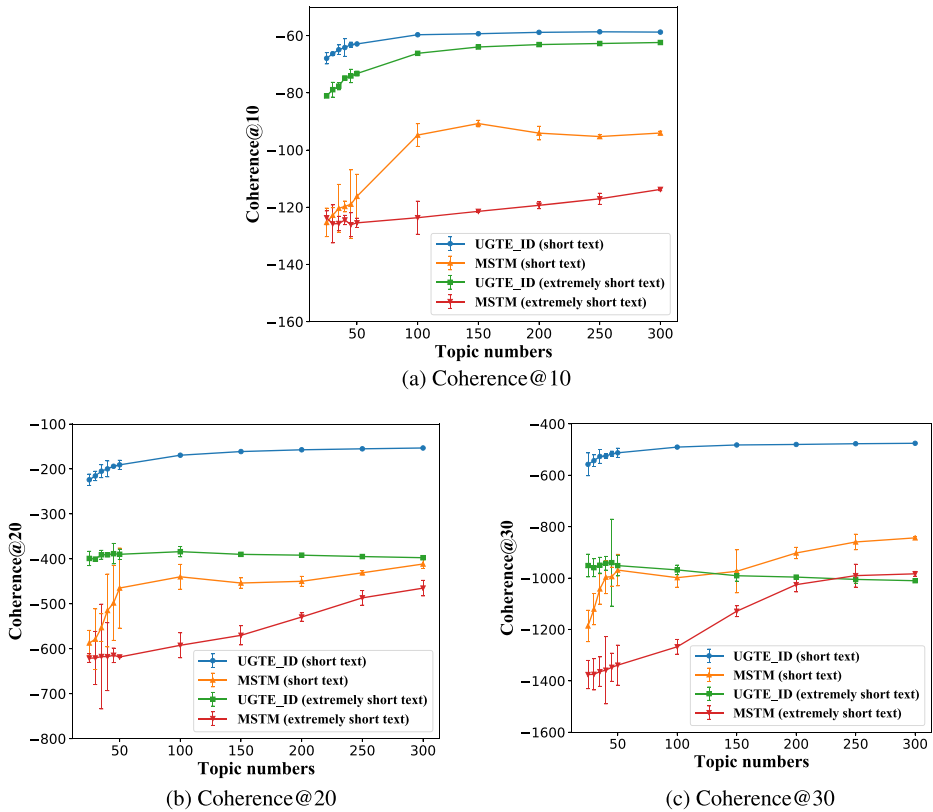 −60
−80
−100
−120
−140
−160
Coherence@10
50 100 150 200 250 300
Topic numbers
UGTE_ID (short text)
MSTM (short text)
UGTE_ID (extremely short text)
MSTM (extremely short text)
(a) Coherence@10
−100
−200
−300
−400
−500
−600
−700
−800
Coherence@20
50 100 150 200 250 300
Topic numbers
UGTE_ID (short text)
MSTM (short text)
UGTE_ID (extremely short text)
MSTM (extremely short text)
(b) Coherence@20
−400
−600
−800
−1000
−1200
−1400
−1600
Coherence@30
50 100 150 200 250 300
Topic numbers
UGTE_ID (short text)
MSTM (short text)
UGTE_ID (extremely short text)
MSTM (extremely short text)
(c) Coherence@30